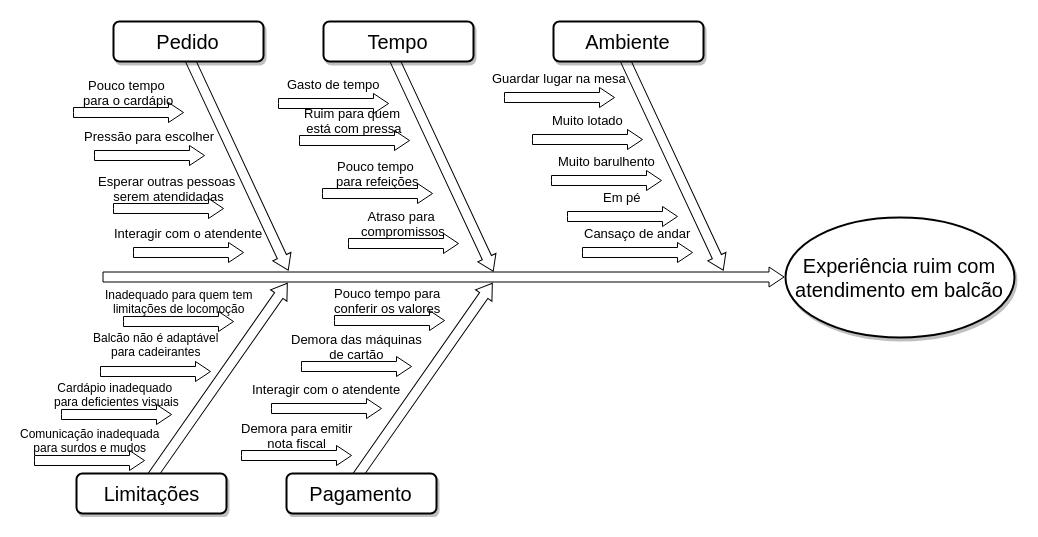 Pedido
Tempo
Ambiente
Pouco tempo
para o cardápio
Pressão para escolher
Esperar outras pessoas
serem atendidadas
Interagir com o atendente
Gasto de tempo
Ruim para quem
está com pressa
Pouco tempo
para refeições
Atraso para
compromissos
Guardar lugar na mesa
Muito lotado
Muito barulhento
Em pé
Cansaço de andar
Experiência ruim com
atendimento em balcão
Inadequado para quem tem
limitações de locomoção
Balcão não é adaptável
para cadeirantes
Cardápio inadequado
para deficientes visuais
Comunicação inadequada
para surdos e mudos
Pouco tempo para
conferir os valores
Demora das máquinas
de cartão
Interagir com o atendente
Demora para emitir
nota fiscal
Limitações
Pagamento